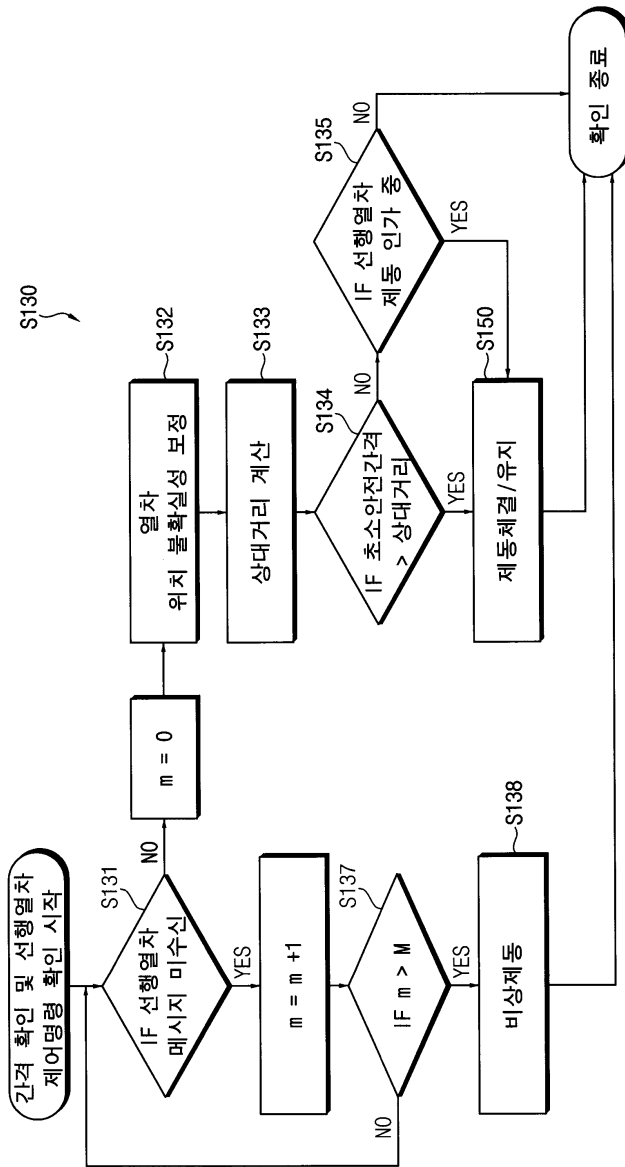 S130
간격 확인 및 선행열차
제어명령 확인 시작
S131
IF 선행열차
메시지 미수신
NO
YES
m = 0
m = m +1
S137
IF m > M
NO
YES
S138
비상제동
S132
열차
위치 불확실성 보정
S133
상대거리 계산
S134
IF 초소안전간격
> 상대거리
NO
YES
S135
IF 선행열차
제동 인가 중
NO
YES
S150
제동체결/유지
확인 종료